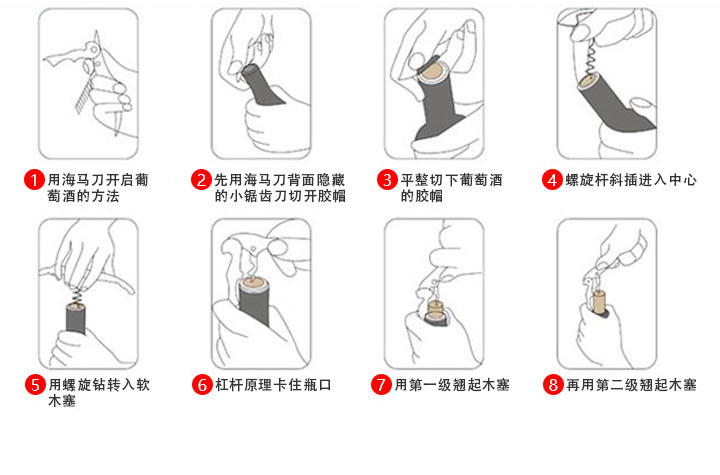 1 用海马刀开启葡
萄酒的方法
2 先用海马刀背面隐藏
的小锯齿刀切开胶帽
3 平整切下葡萄酒
的胶帽
4 螺旋杆斜插进入中心
5 用螺旋钻转入软
木塞
6 杠杆原理卡住瓶口
7 用第一级翘起木塞
8 再用第二级翘起木塞